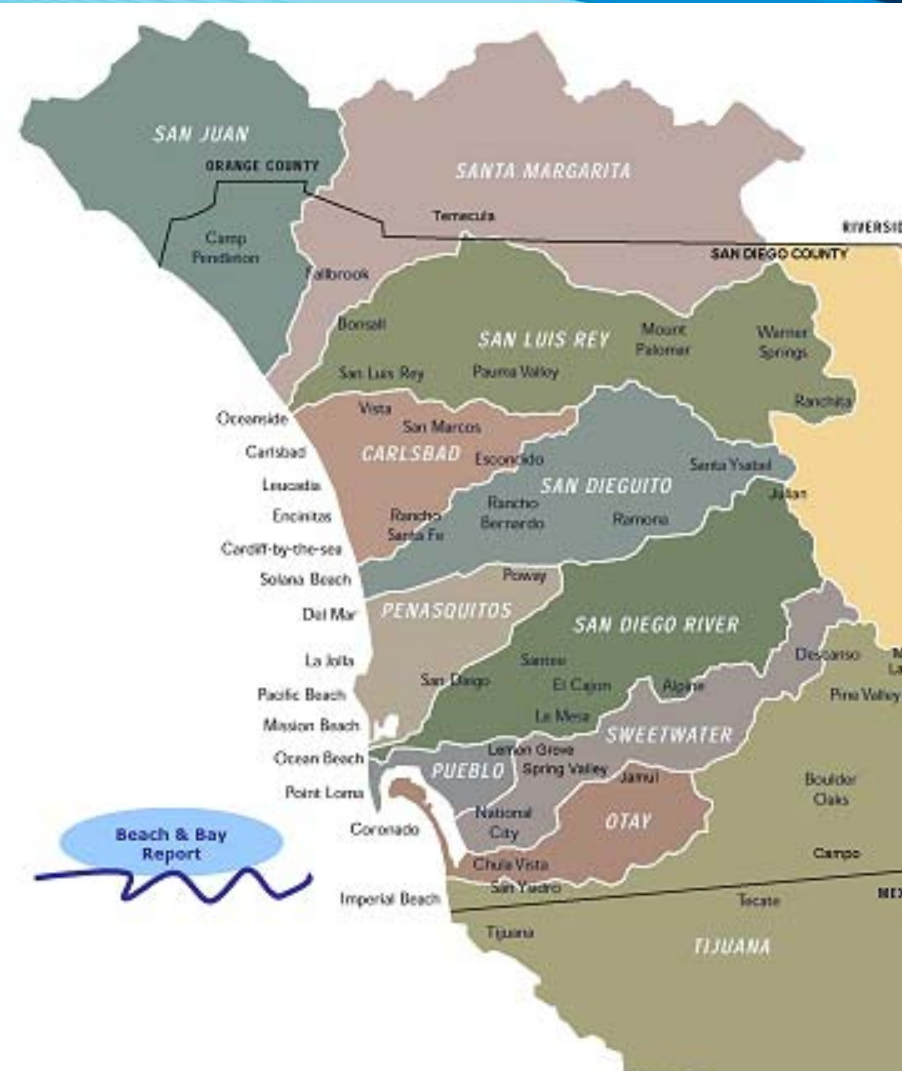 SAN JUAN
ORANGE COUNTY
SANTA MARGARITA
Temecula
SAN DIEGO COUNTY
Camp
Pendleton
Fallbrook
Bonsall
SAN LUIS REY
Mount
Palomar
Warner
Springs
San Luis Rey
Pauma Valley
Ranchita
Oceanside
Vista
San Marcos
Carlsbad
CARLSBAD
Escondido
Santa Ysabel
Leucadia
SAN DIEGUITO
Julian
Encinitas
Rancho
Santa Fe
Rancho
Bernardo
Ramona
Cardiff-by-the-sea
Solana Beach
Poway
Del Mar
PENASQUITOS
SAN DIEGO RIVER
La Jolla
Santee
Descanso
San Diego
El Cajon
Alpine
Pacific Beach
Pine Valley
Mission Beach
La Mesa
SWEETWATER
Ocean Beach
Lemon Grove
PUEBLO
Spring Valley
Jamul
Point Loma
Boulder
Oaks
Coronado
National
City
OTAY
Beach & Bay
Report
Chula Vista
Campo
San Ysidro
Imperial Beach
Tecate
Tijuana
TIJUANA